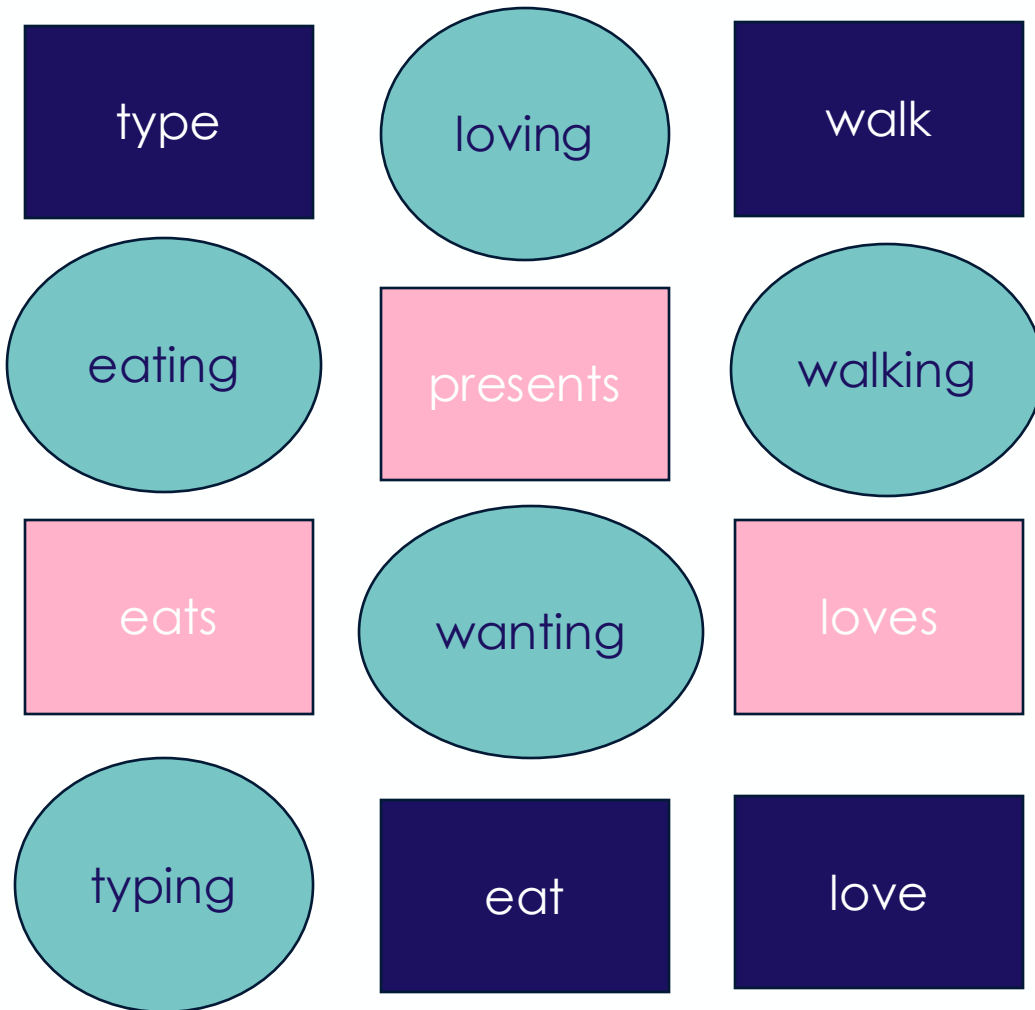 type
loving
walk
eating
presents
walking
eats
wanting
loves
typing
eat
love